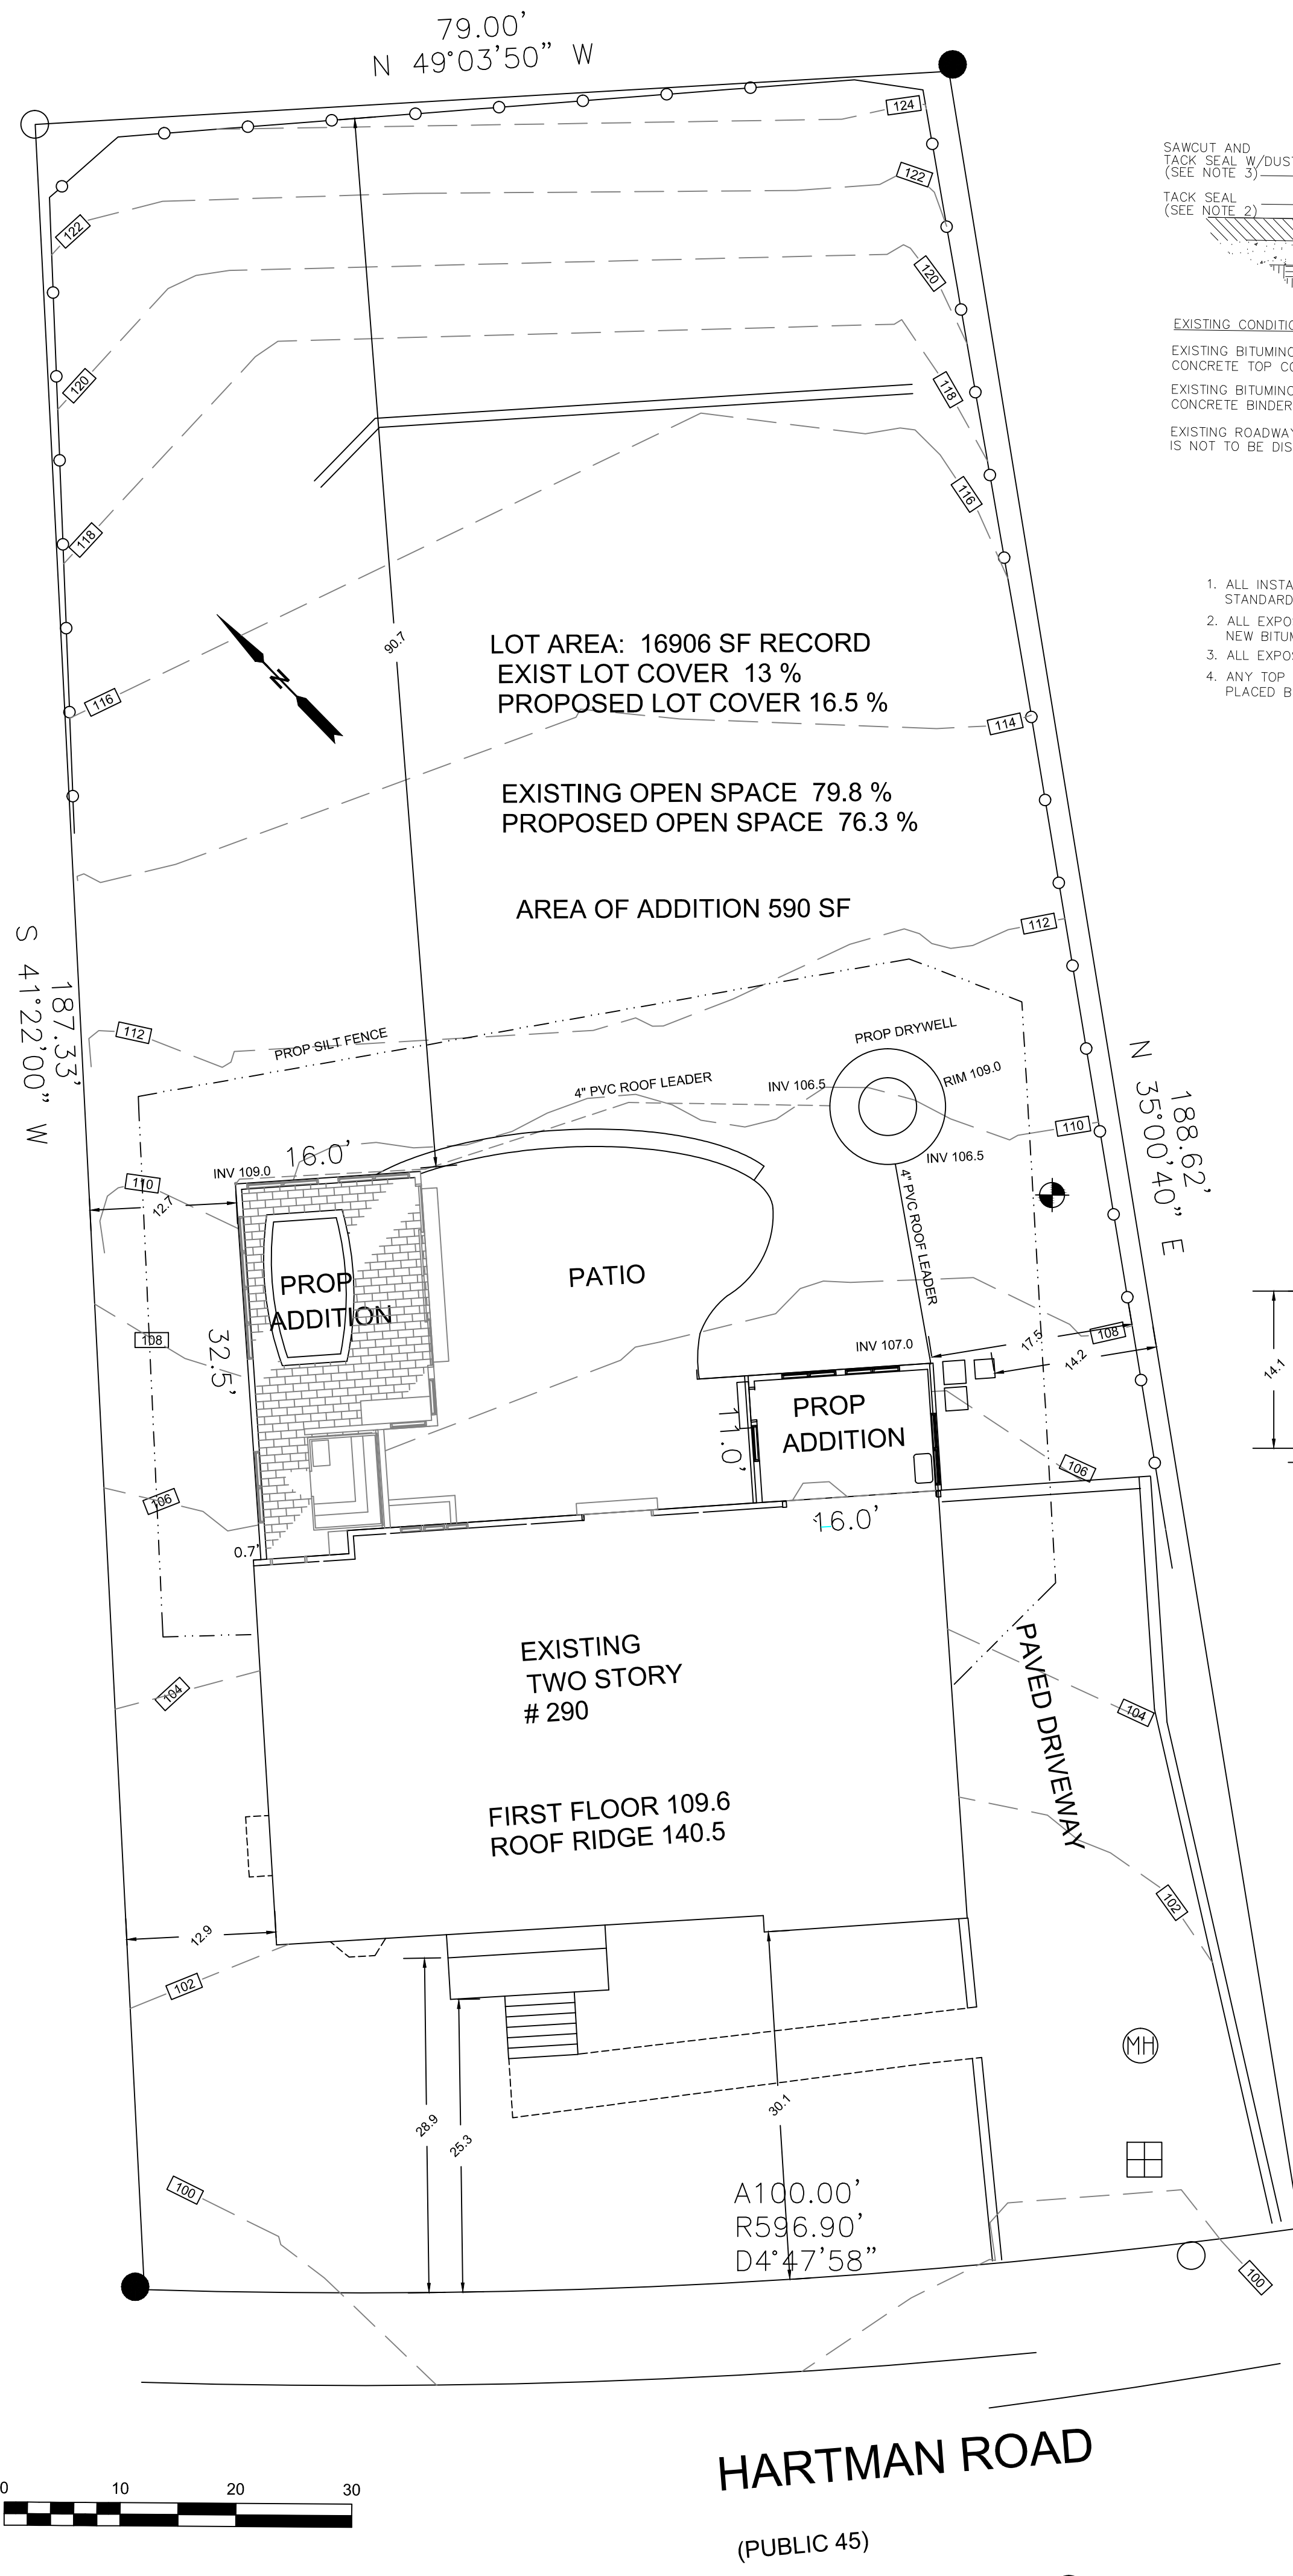 79.00'
N 49°03'50" W
124
122
122
120
120
118
118
116
116
114
112
112
110
110
108
108
106
106
104
104
102
102
100
100
SAWCUT AND
TACK SEAL W/DUST
(SEE NOTE 3)
TACK SEAL
(SEE NOTE 2)
EXISTING CONDITIO
EXISTING BITUMINO
CONCRETE TOP CO
EXISTING BITUMINO
CONCRETE BINDER
EXISTING ROADWAY
IS NOT TO BE DIS
1. ALL INSTA
STANDARD
2. ALL EXPO
NEW BITUM
3. ALL EXPOS
4. ANY TOP
PLACED B
N
90.7
LOT AREA: 16906 SF RECORD
EXIST LOT COVER 13 %
PROPOSED LOT COVER 16.5 %
EXISTING OPEN SPACE 79.8 %
PROPOSED OPEN SPACE 76.3 %
AREA OF ADDITION 590 SF
187.33'
S 41°22'00" W
188.62'
N 35°00'40" E
PROP SILT FENCE
PROP DRYWELL
4" PVC ROOF LEADER
INV 106.5
RIM 109.0
INV 106.5
4" PVC ROOF LEADER
INV 109.0
16.0'
12.7
PROP
ADDITION
32.5'
PATIO
INV 107.0
17.5
14.2
14.1
PROP
ADDITION
11.0'
16.0'
0.7'
EXISTING
TWO STORY
# 290
FIRST FLOOR 109.6
ROOF RIDGE 140.5
PAVED DRIVEWAY
12.9
28.9
25.3
30.1
MH
A100.00'
R596.90'
D4°47'58"
HARTMAN ROAD
(PUBLIC 45)
0 10 20 30